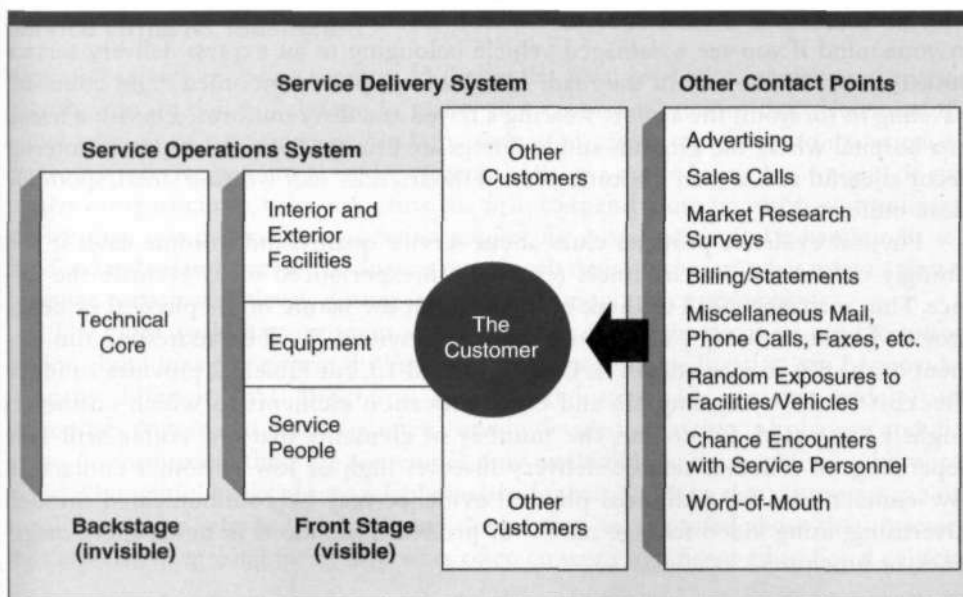 Service Delivery System
Other Contact Points
Service Operations System
Other
Customers
Advertising
Sales Calls
Interior and
Exterior
Facilities
Market Research
Surveys
Billing/Statements
Technical
Core
Equipment
The
Customer
Miscellaneous Mail,
Phone Calls, Faxes, etc.
Random Exposures to
Facilities/Vehicles
Service
People
Chance Encounters
with Service Personnel
Word-of-Mouth
Other
Customers
Backstage
(invisible)
Front Stage
(visible)